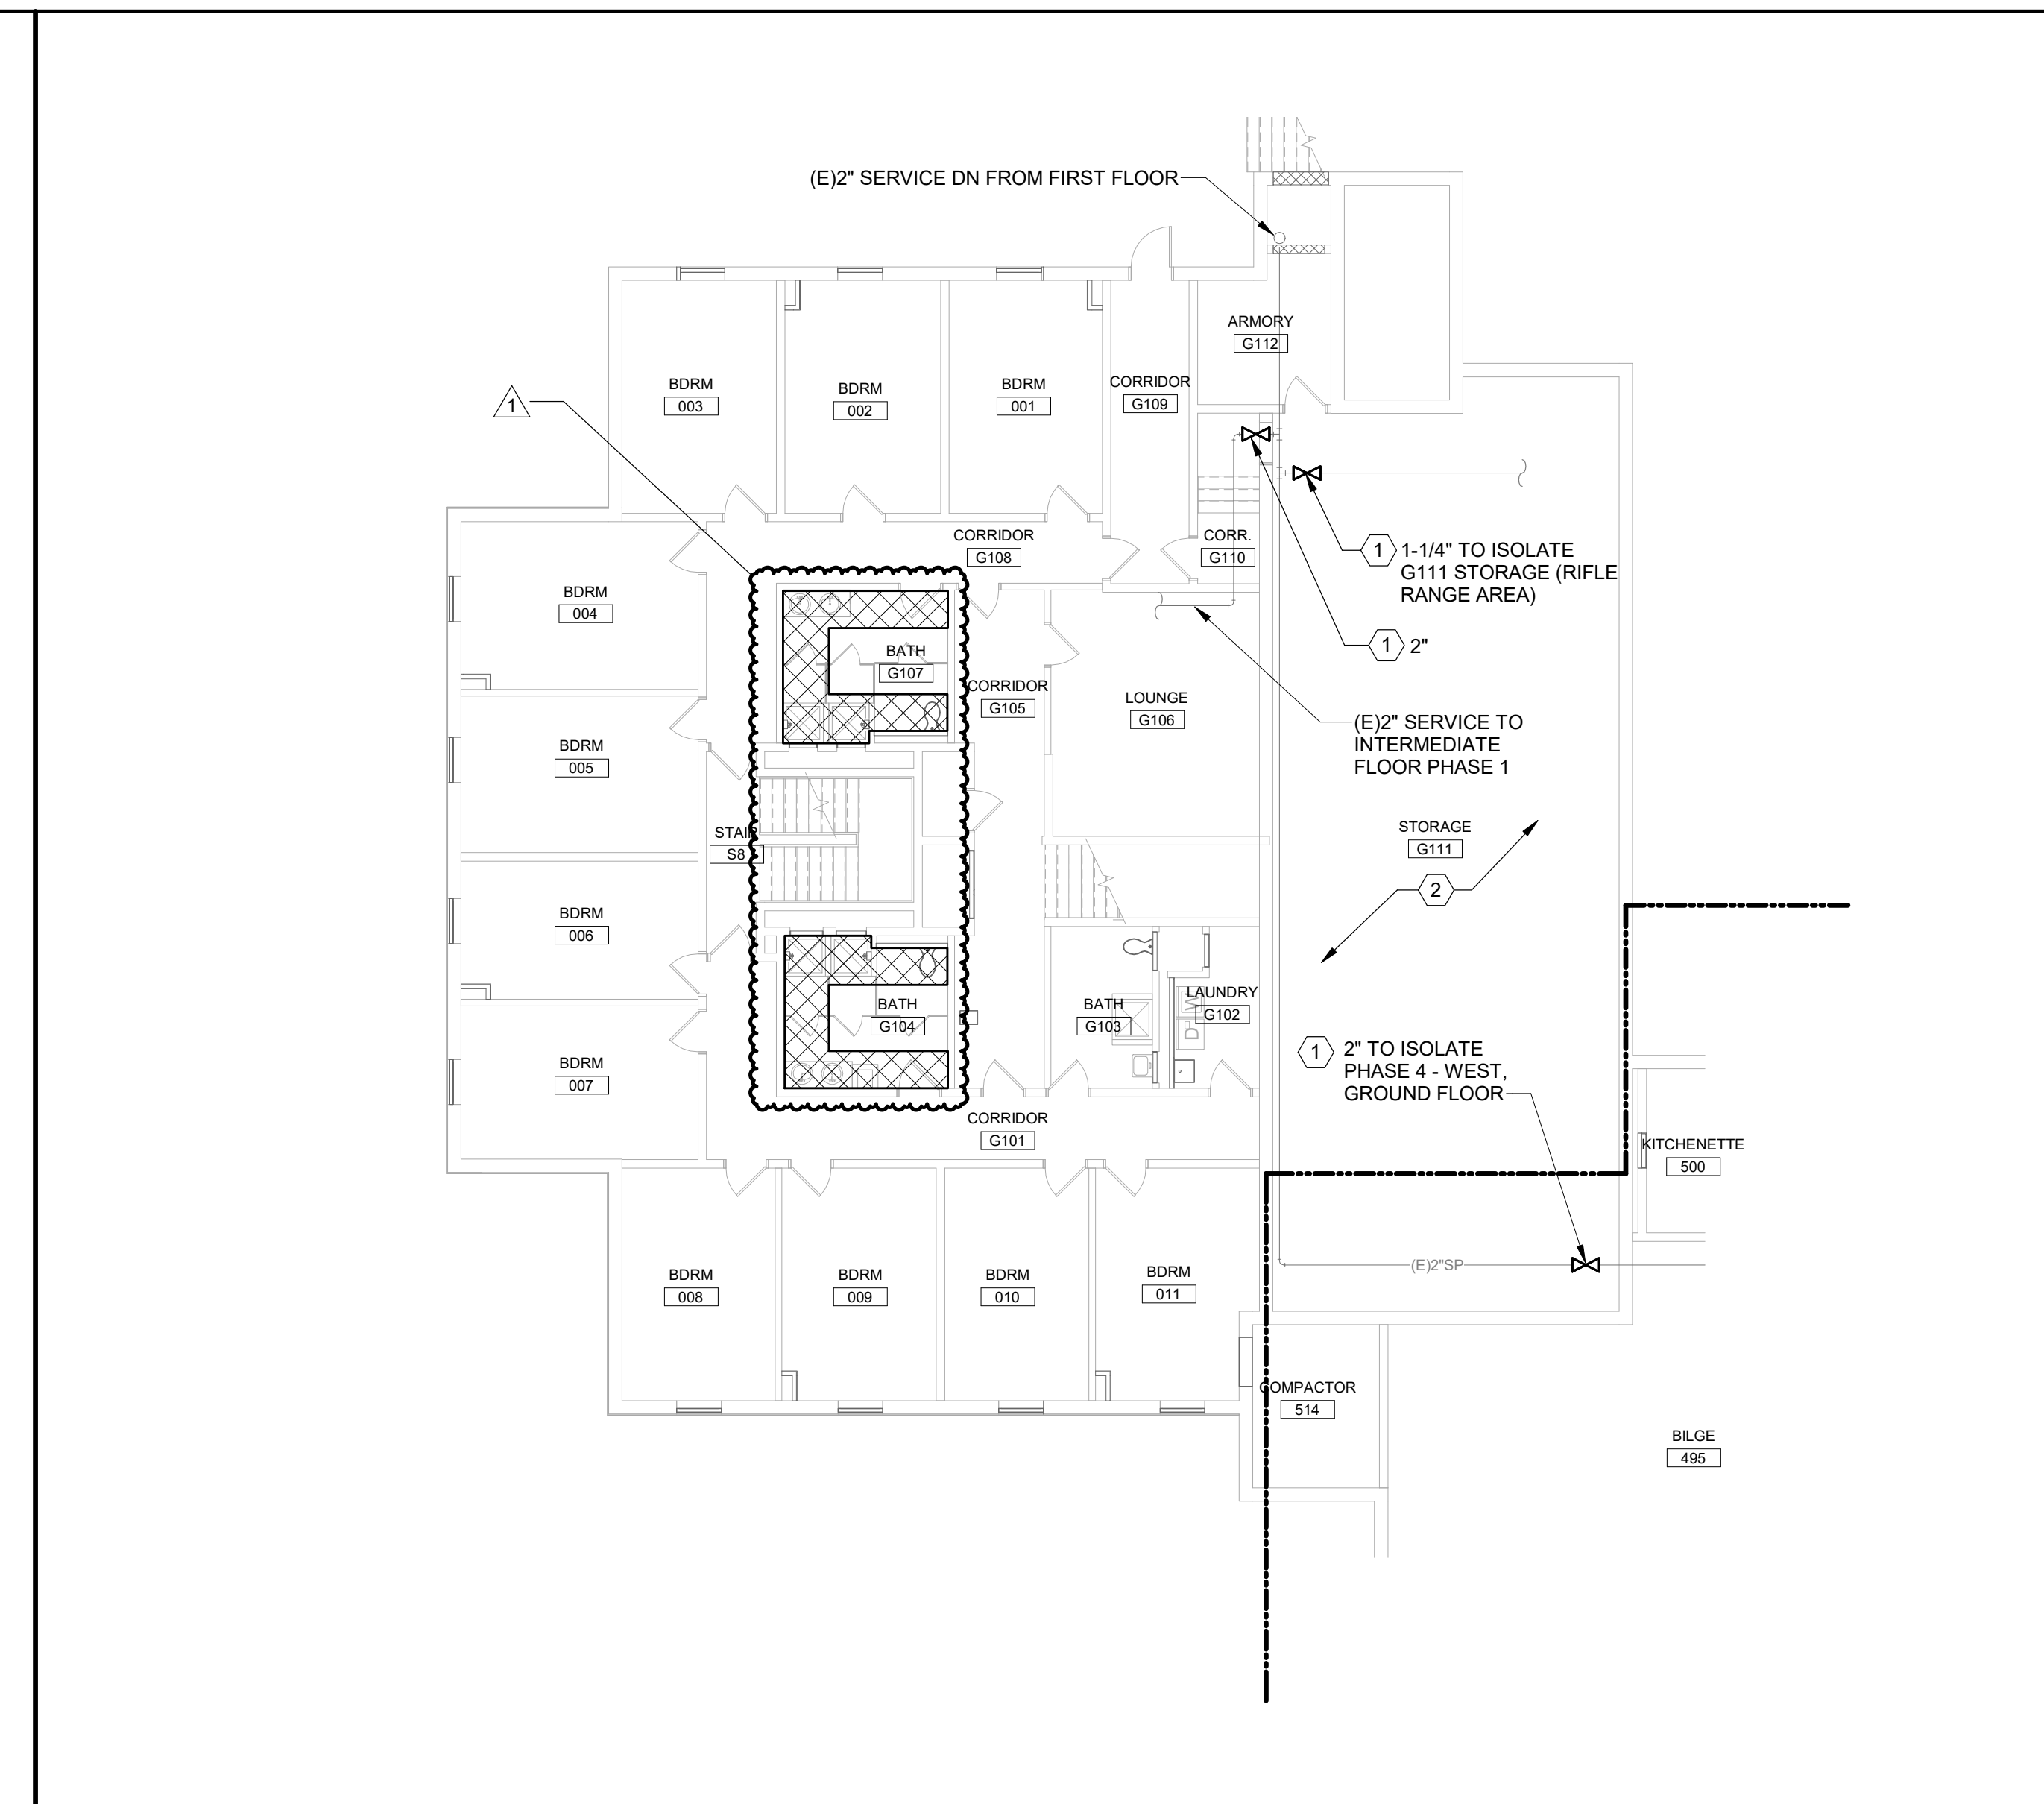 (E)2" SERVICE DN FROM FIRST FLOOR
ARMORY
G112
BDRM
003
BDRM
002
BDRM
001
CORRIDOR
G109
1
CORRIDOR
G108
CORR.
G110
1
1-1/4" TO ISOLATE
G111 STORAGE (RIFLE
RANGE AREA)
BDRM
004
BATH
G107
1
2"
CORRIDOR
G105
LOUNGE
G106
(E)2" SERVICE TO
INTERMEDIATE
FLOOR PHASE 1
BDRM
005
STAIR
S8
STORAGE
G111
2
BDRM
006
BATH
G104
BATH
G103
LAUNDRY
G102
W
D
1
2" TO ISOLATE
PHASE 4 - WEST,
GROUND FLOOR
BDRM
007
CORRIDOR
G101
KITCHENETTE
500
BDRM
008
BDRM
009
BDRM
010
BDRM
011
(E)2"SP
COMPACTOR
514
BILGE
495